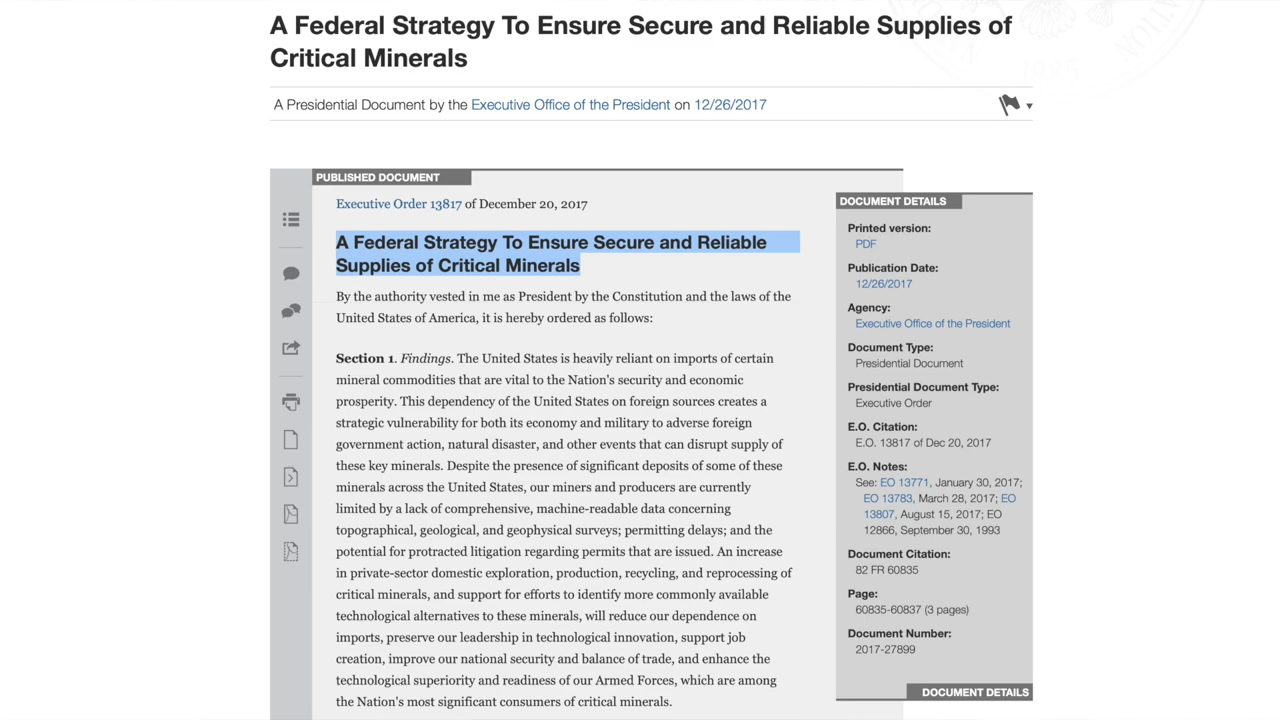 A Federal Strategy To Ensure Secure and Reliable Supplies of
Critical Minerals
A Presidential Document by the Executive Office of the President on 12/26/2017
PUBLISHED DOCUMENT
Executive Order 13817 of December 20, 2017
A Federal Strategy To Ensure Secure and Reliable
Supplies of Critical Minerals
By the authority vested in me as President by the Constitution and the laws of the
United States of America, it is hereby ordered as follows:
Section 1. Findings. The United States is heavily reliant on imports of certain
mineral commodities that are vital to the Nation's security and economic
prosperity. This dependency of the United States on foreign sources creates a
strategic vulnerability for both its economy and military to adverse foreign
government action, natural disaster, and other events that can disrupt supply of
these key minerals. Despite the presence of significant deposits of some of these
minerals across the United States, our miners and producers are currently
limited by a lack of comprehensive, machine-readable data concerning
topographical, geological, and geophysical surveys; permitting delays; and the
potential for protracted litigation regarding permits that are issued. An increase
in private-sector domestic exploration, production, recycling, and reprocessing of
critical minerals, and support for efforts to identify more commonly available
technological alternatives to these minerals, will reduce our dependence on
imports, preserve our leadership in technological innovation, support job
creation, improve our national security and balance of trade, and enhance the
technological superiority and readiness of our Armed Forces, which are among
the Nation's most significant consumers of critical minerals.
DOCUMENT DETAILS
Printed version:
PDF
Publication Date:
12/26/2017
Agency:
Executive Office of the President
Document Type:
Presidential Document
Presidential Document Type:
Executive Order
E.O. Citation:
E.O. 13817 of Dec 20, 2017
E.O. Notes:
See: EO 13771, January 30, 2017;
EO 13783, March 28, 2017; EO
13807, August 15, 2017; EO
12866, September 30, 1993
Document Citation:
82 FR 60835
Page:
60835-60837 (3 pages)
Document Number:
2017-27899
DOCUMENT DETAILS